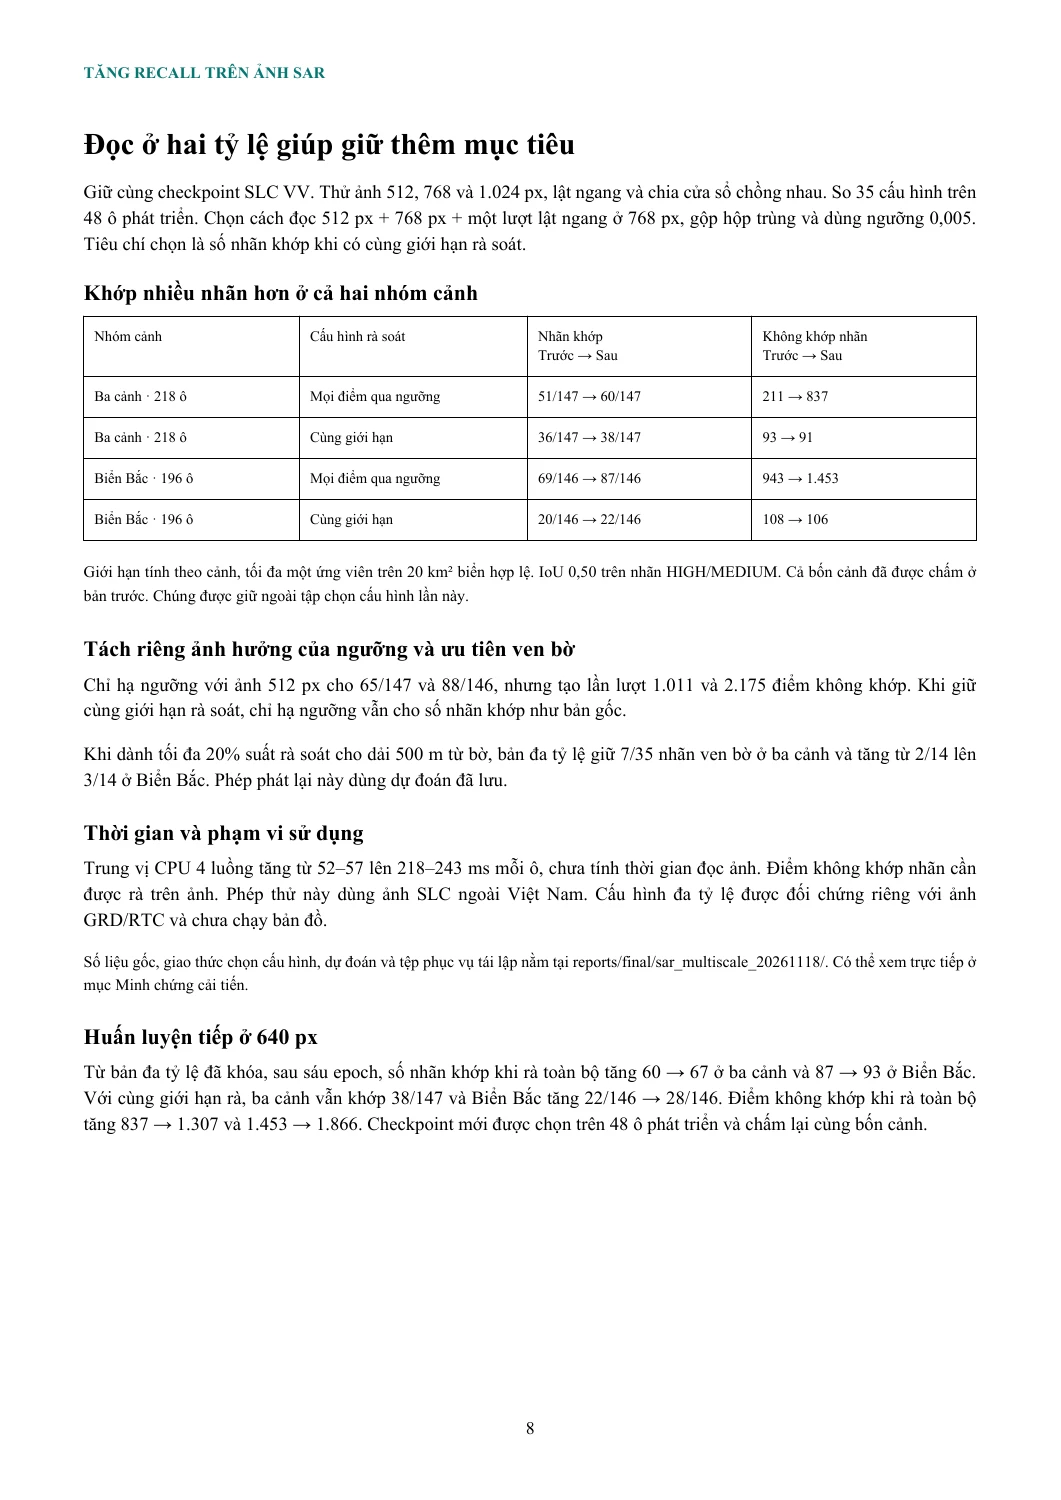 TĂNG RECALL TRÊN ẢNH SAR
Đọc ở hai tỷ lệ giúp giữ thêm mục tiêu
Giữ cùng checkpoint SLC VV. Thử ảnh 512, 768 và 1.024 px, lật ngang và chia cửa sổ chồng nhau. So 35 cấu hình trên
48 ô phát triển. Chọn cách đọc 512 px + 768 px + một lượt lật ngang ở 768 px, gộp hộp trùng và dùng ngưỡng 0,005.
Tiêu chí chọn là số nhãn khớp khi có cùng giới hạn rà soát.
Khớp nhiều nhãn hơn ở cả hai nhóm cảnh
Nhóm cảnh Cấu hình rà soát Nhãn khớp Không khớp nhãn
Trước → Sau Trước → Sau
Ba cảnh · 218 ô Mọi điểm qua ngưỡng 51/147 → 60/147 211 → 837
Ba cảnh · 218 ô Cùng giới hạn 36/147 → 38/147 93 → 91
Biển Bắc · 196 ô Mọi điểm qua ngưỡng 69/146 → 87/146 943 → 1.453
Biển Bắc · 196 ô Cùng giới hạn 20/146 → 22/146 108 → 106
Giới hạn tính theo cảnh, tối đa một ứng viên trên 20 km² biển hợp lệ. IoU 0,50 trên nhãn HIGH/MEDIUM. Cả bốn cảnh đã được chấm ở
bản trước. Chúng được giữ ngoài tập chọn cấu hình lần này.
Tách riêng ảnh hưởng của ngưỡng và ưu tiên ven bờ
Chỉ hạ ngưỡng với ảnh 512 px cho 65/147 và 88/146, nhưng tạo lần lượt 1.011 và 2.175 điểm không khớp. Khi giữ
cùng giới hạn rà soát, chỉ hạ ngưỡng vẫn cho số nhãn khớp như bản gốc.
Khi dành tối đa 20% suất rà soát cho dải 500 m từ bờ, bản đa tỷ lệ giữ 7/35 nhãn ven bờ ở ba cảnh và tăng từ 2/14 lên
3/14 ở Biển Bắc. Phép phát lại này dùng dự đoán đã lưu.
Thời gian và phạm vi sử dụng
Trung vị CPU 4 luồng tăng từ 52–57 lên 218–243 ms mỗi ô, chưa tính thời gian đọc ảnh. Điểm không khớp nhãn cần
được rà trên ảnh. Phép thử này dùng ảnh SLC ngoài Việt Nam. Cấu hình đa tỷ lệ được đối chứng riêng với ảnh
GRD/RTC và chưa chạy bản đồ.
Số liệu gốc, giao thức chọn cấu hình, dự đoán và tệp phục vụ tái lập nằm tại reports/final/sar_multiscale_20261118/. Có thể xem trực tiếp ở
mục Minh chứng cải tiến.
Huấn luyện tiếp ở 640 px
Từ bản đa tỷ lệ đã khóa, sau sáu epoch, số nhãn khớp khi rà toàn bộ tăng 60 → 67 ở ba cảnh và 87 → 93 ở Biển Bắc.
Với cùng giới hạn rà, ba cảnh vẫn khớp 38/147 và Biển Bắc tăng 22/146 → 28/146. Điểm không khớp khi rà toàn bộ
tăng 837 → 1.307 và 1.453 → 1.866. Checkpoint mới được chọn trên 48 ô phát triển và chấm lại cùng bốn cảnh.
8